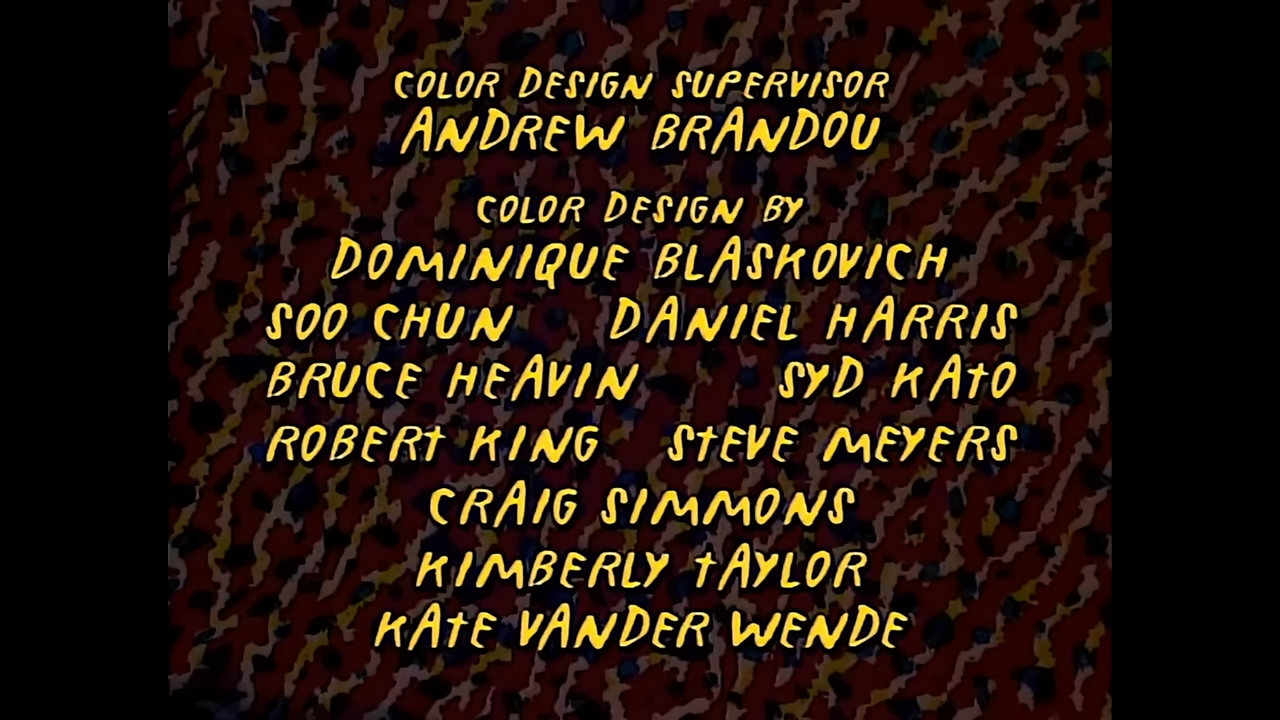 COLOR DESIGN SUPERVISOR
ANDREW BRANDOU
COLOR DESIGN BY
DOMINIQUE BLASKOVICH
SOO CHUN DANIEL HARRIS
BRUCE HEAVIN SYD KATO
ROBERT KING STEVE MEYERS
CRAIG SIMMONS
KIMBERLY TAYLOR
KATE VANDER WENDE